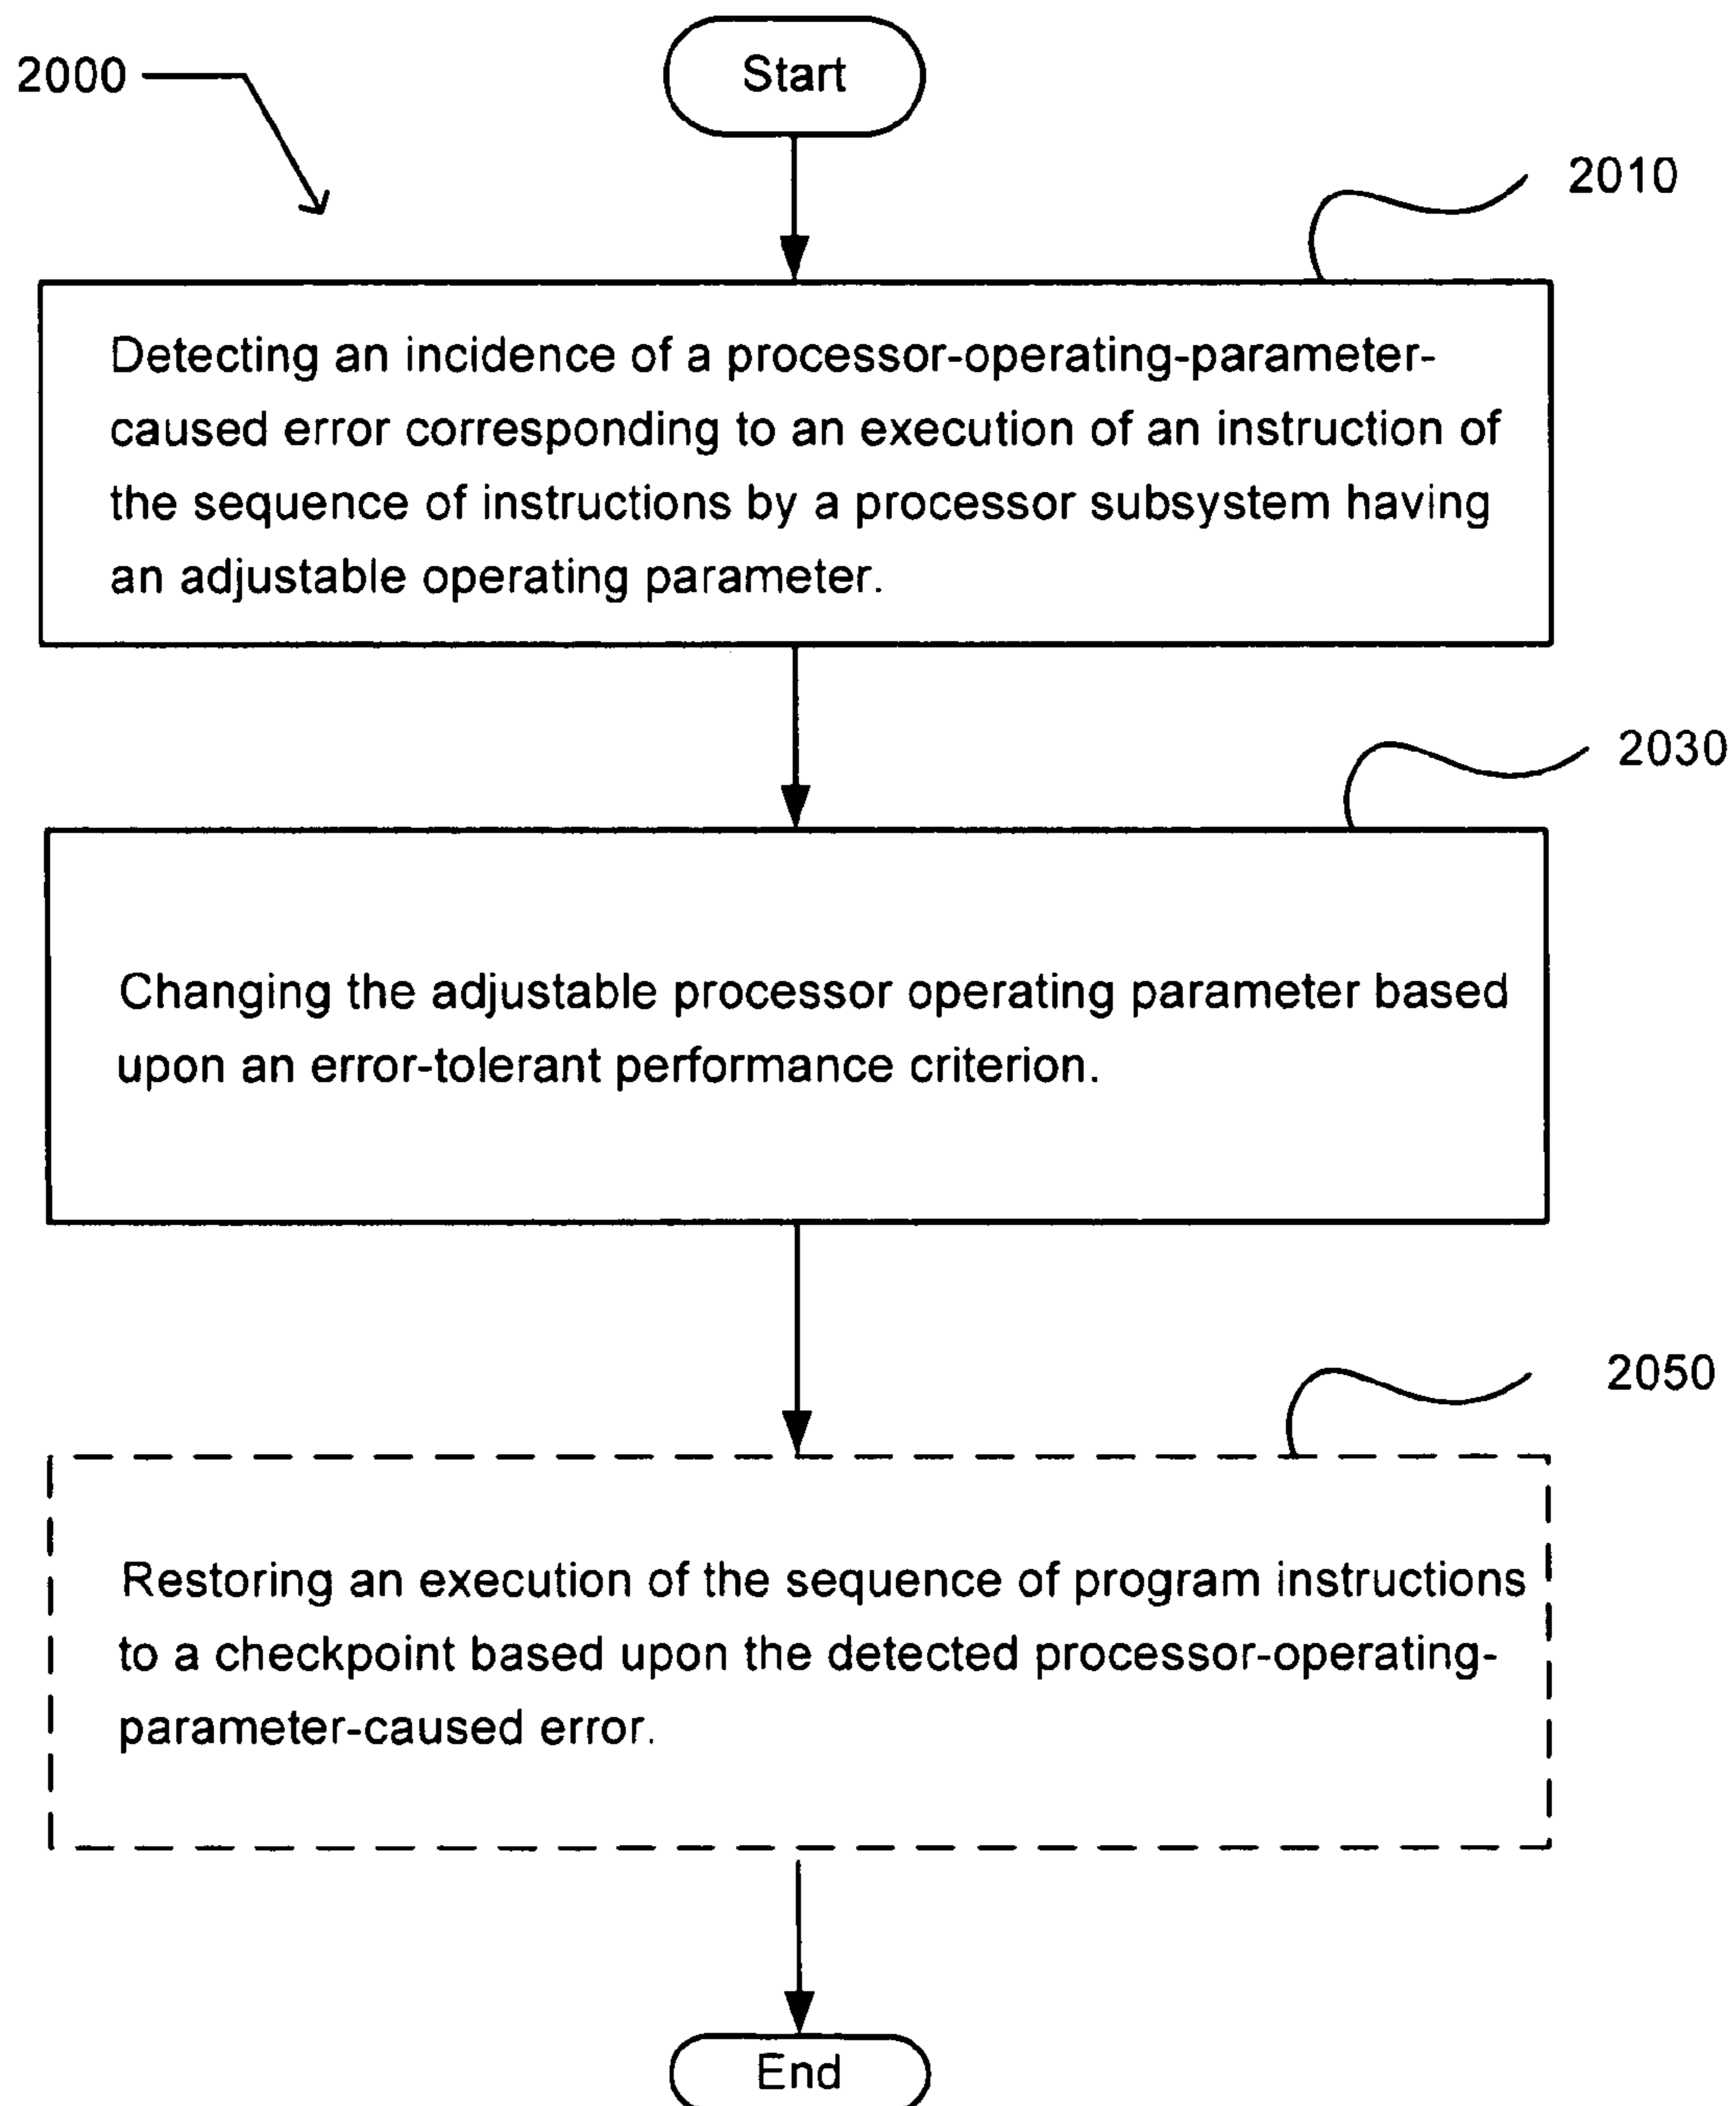 2000
Start
2010
Detecting an incidence of a processor-operating-parameter-
caused error corresponding to an execution of an instruction of
the sequence of instructions by a processor subsystem having
an adjustable operating parameter.
2030
Changing the adjustable processor operating parameter based
upon an error-tolerant performance criterion.
2050
Restoring an execution of the sequence of program instructions
to a checkpoint based upon the detected processor-operating-
parameter-caused error.
End